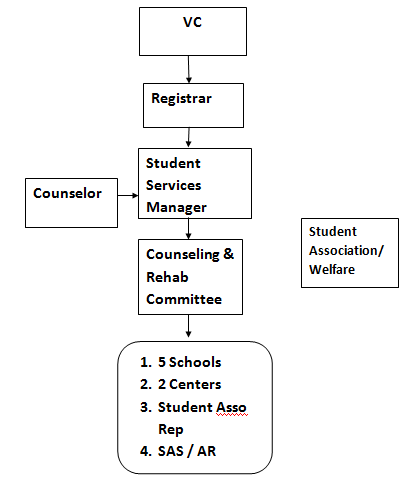 VC
Registrar
Student
Services
Manager
Counselor
Student
Association/
Welfare
Counseling &
Rehab
Committee
1. 5 Schools
2. 2 Centers
3. Student Asso
Rep
4. SAS / AR